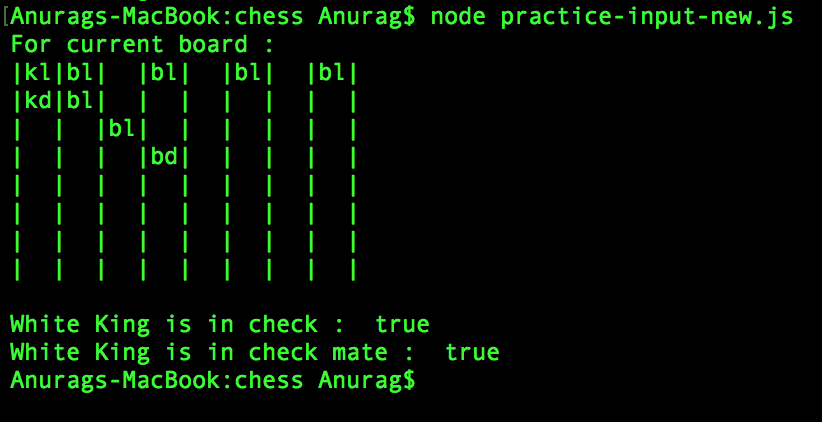 [Anurags-MacBook:chess Anurag$ node practice-input-new.js
For current board :
|kl|bl|  |bl|  |bl|  |bl|
|kd|bl|  |  |  |  |  |  |
|  |  |bl|  |  |  |  |  |
|  |  |  |bd|  |  |  |  |
|  |  |  |  |  |  |  |  |
|  |  |  |  |  |  |  |  |
|  |  |  |  |  |  |  |  |
|  |  |  |  |  |  |  |  |
White King is in check :  true
White King is in check mate :  true
Anurags-MacBook:chess Anurag$